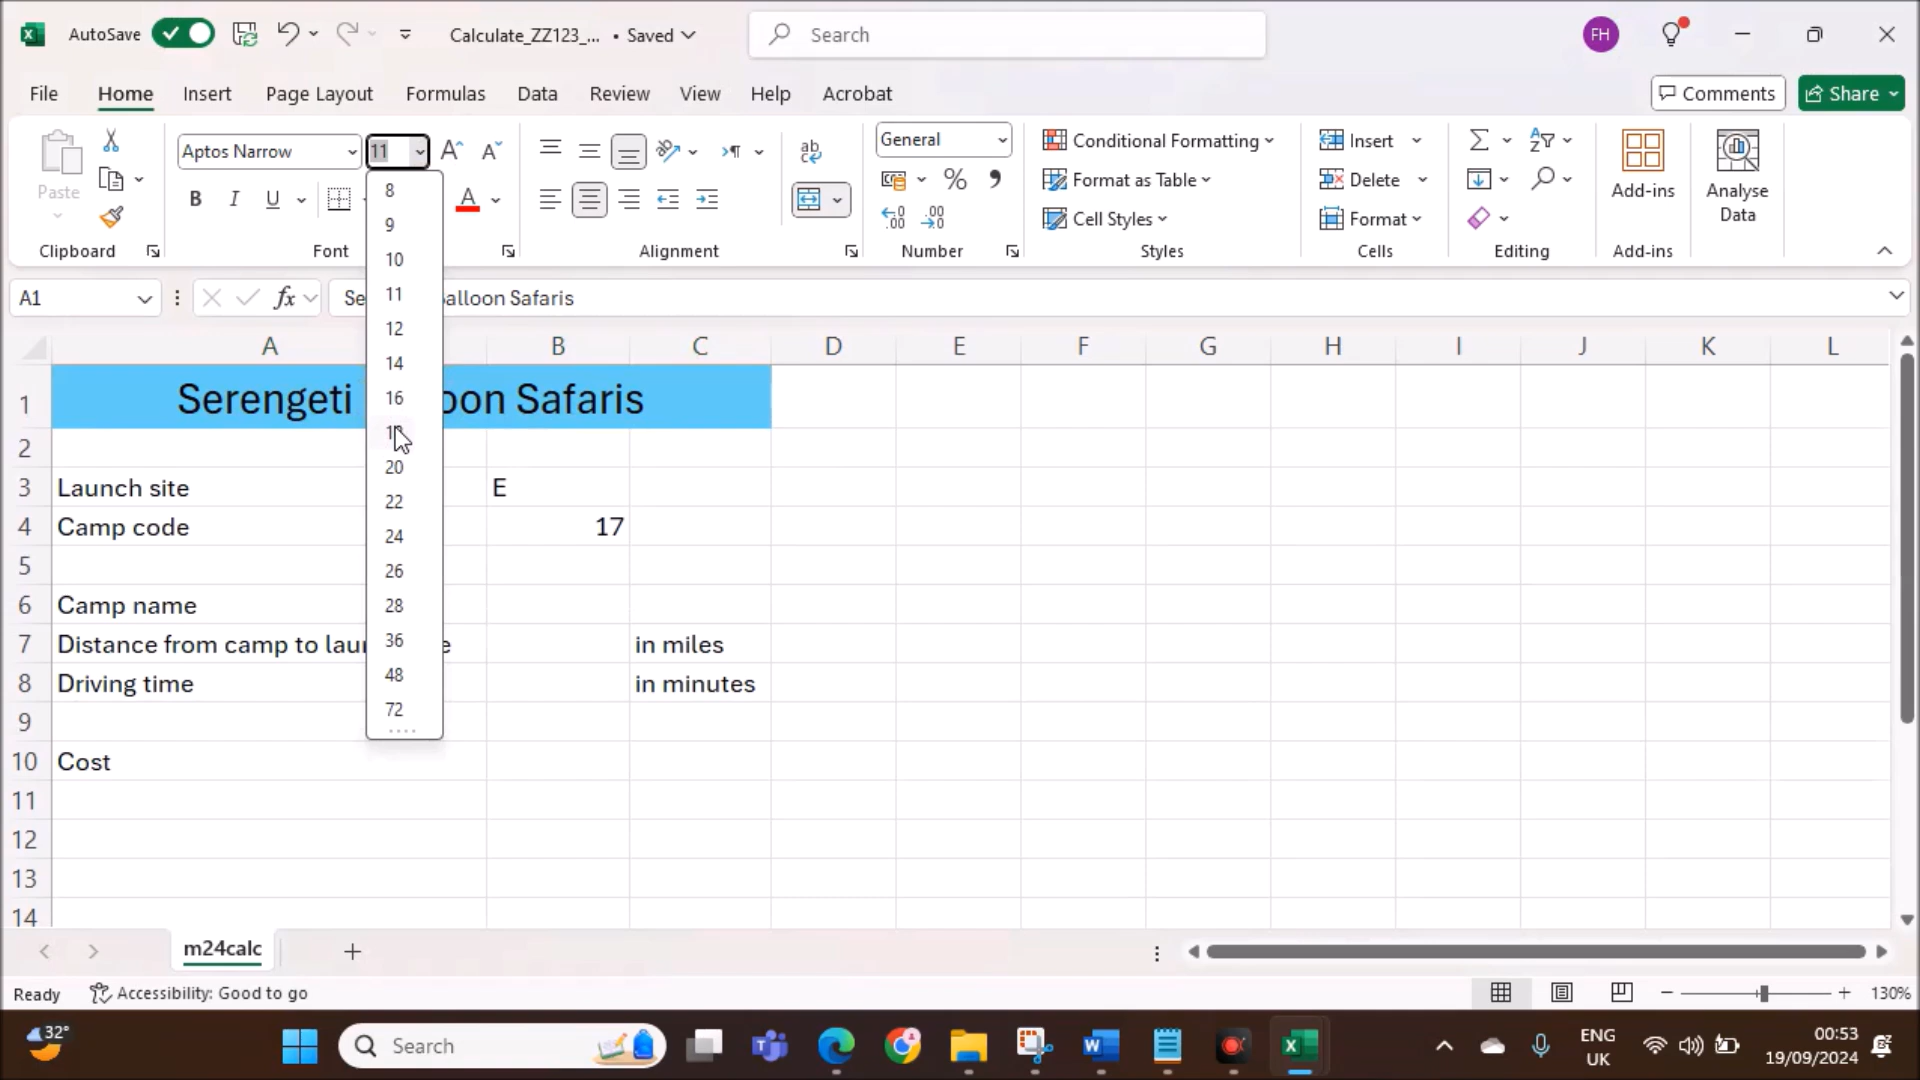 AutoSave Calculate_ZZ123_... • Saved Search FH
File Home Insert Page Layout Formulas Data Review View Help Acrobat Comments Share
Paste Aptos Narrow 11 General Conditional Formatting Insert Add-ins Analyse Data
Format as Table Delete
B I U A Cell Styles Format
Clipboard Font Alignment Number Styles Cells Editing Add-ins
A1 fx Balloon Safaris
8
9
10
11
12
14
16
20
22
24
26
28
36
48
72
A B C D E F G H I J K L
1 Serengeti Safaris
2
3 Launch site E
4 Camp code 17
5
6 Camp name
7 Distance from camp to in miles
8 Driving time in minutes
9
10 Cost
11
12
13
14
m24calc
Ready Accessibility: Good to go 130%
32° Search ENG UK 00:53 19/09/2024